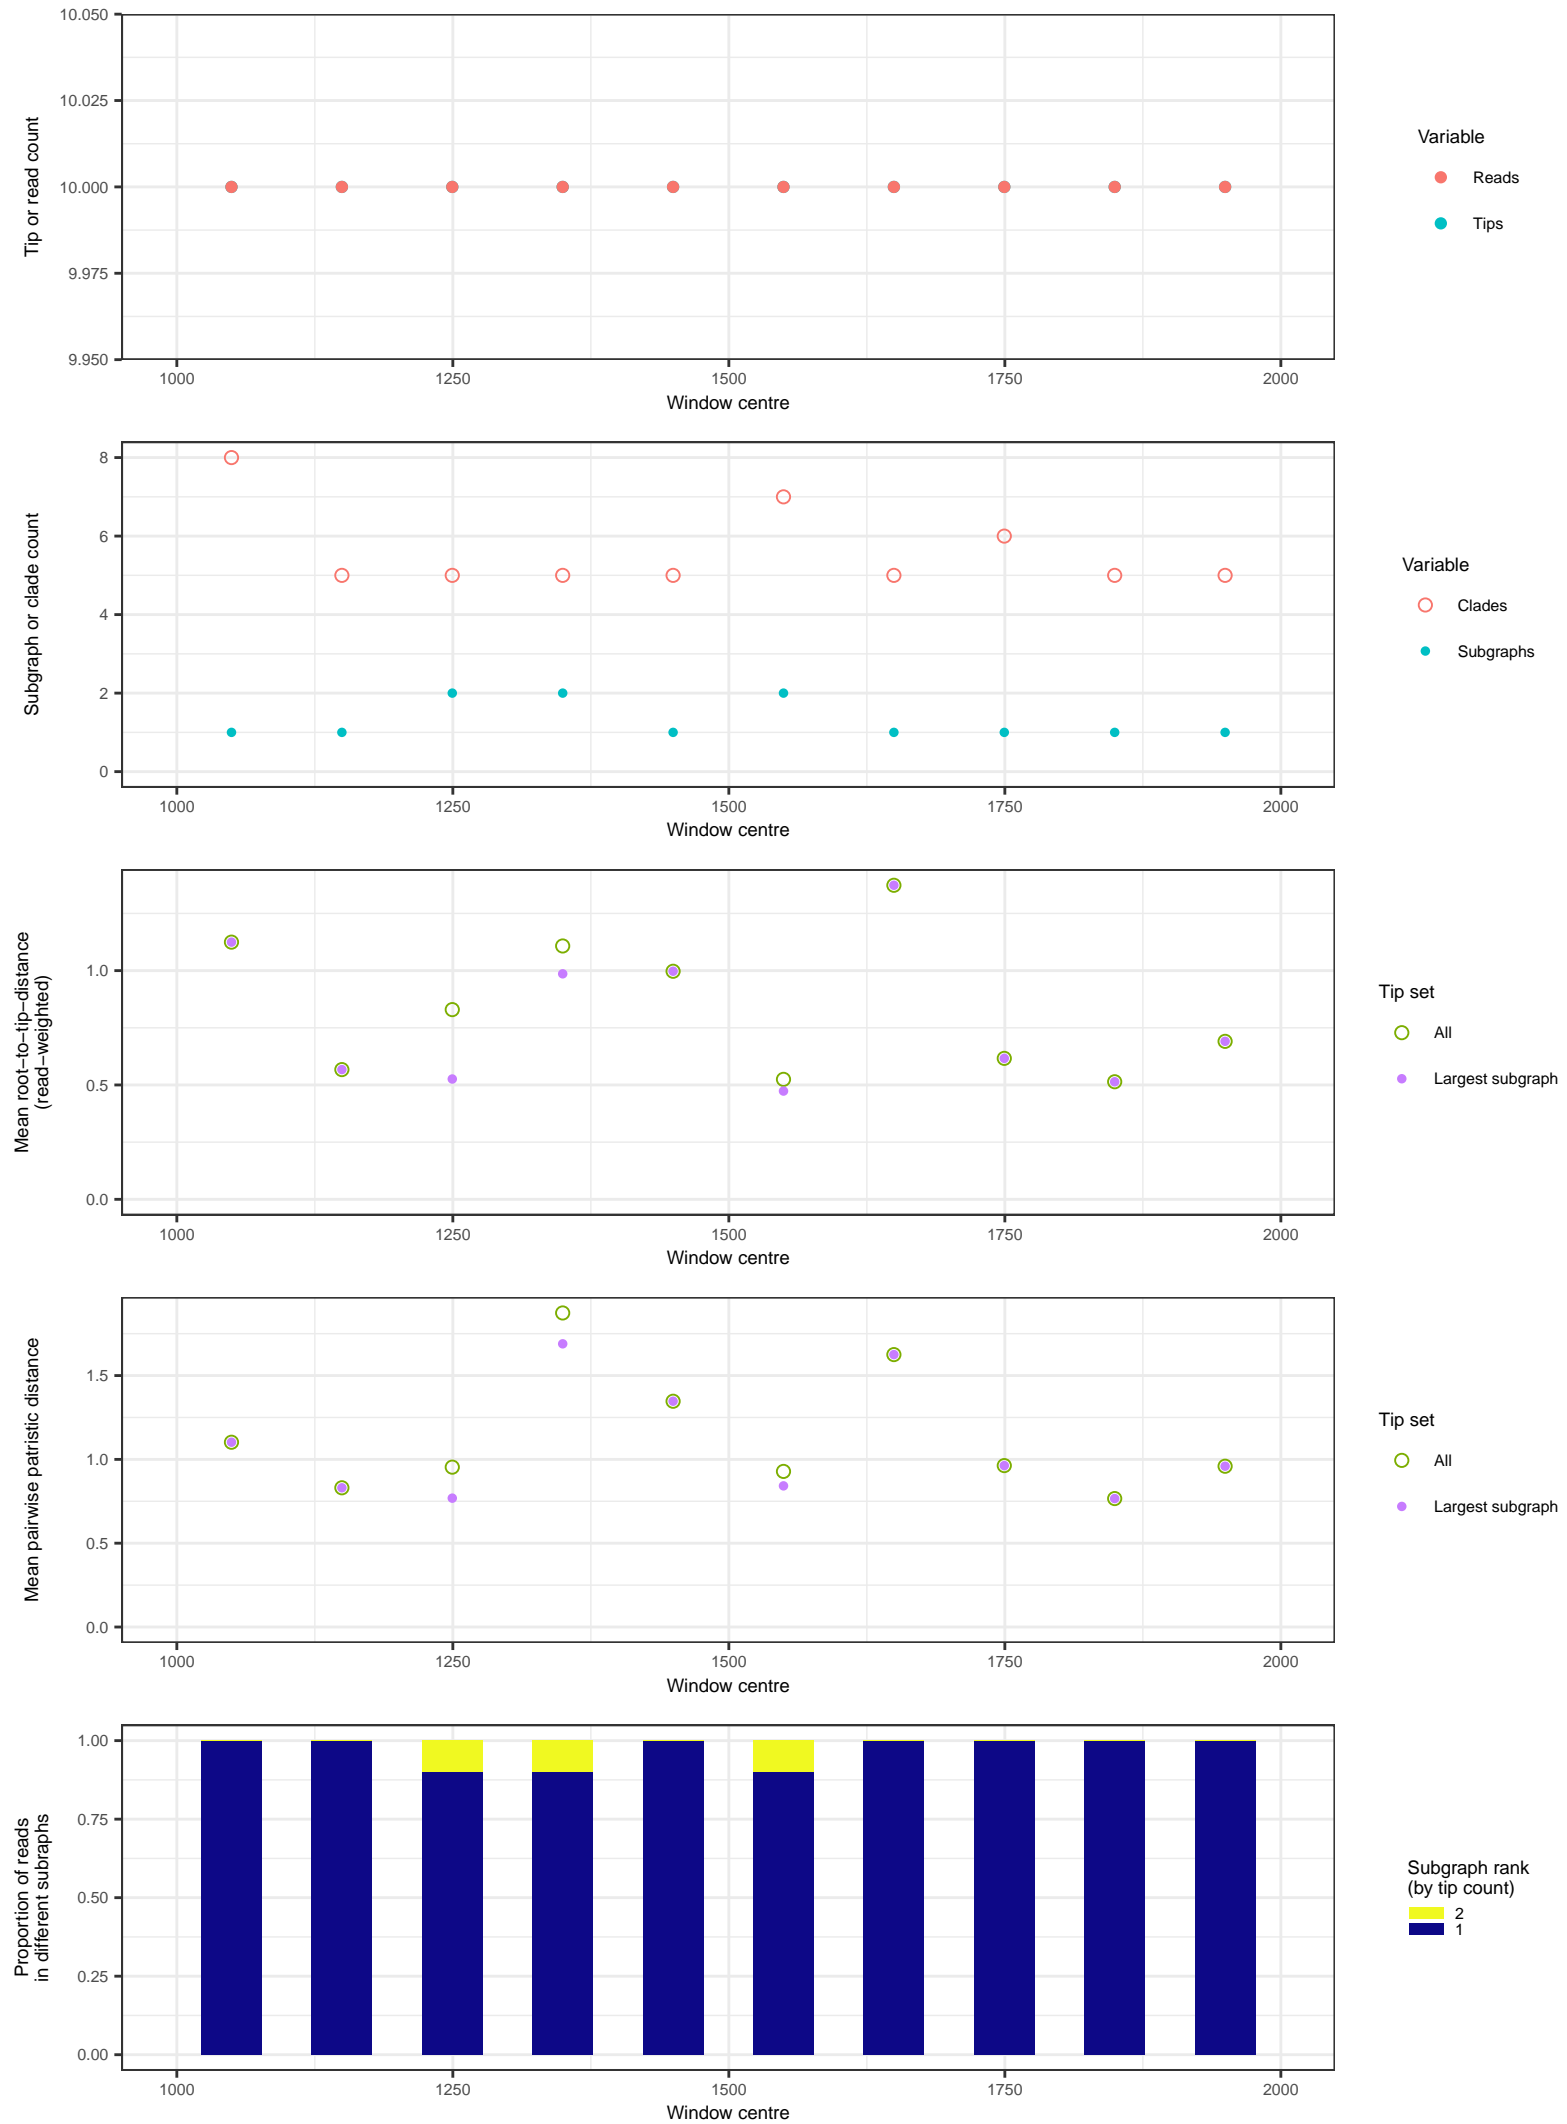 10.050
10.025
10.000
9.975
9.950
Tip or read count
1000 1250 1500 1750 2000
Window centre
Variable
Reads
Tips
8
6
4
2
0
Subgraph or clade count
1000 1250 1500 1750 2000
Window centre
Variable
Clades
Subgraphs
1.0
0.5
0.0
Mean root−to−tip−distance
(read−weighted)
1000 1250 1500 1750 2000
Window centre
Tip set
All
Largest subgraph
1.5
1.0
0.5
0.0
Mean pairwise patristic distance
1000 1250 1500 1750 2000
Window centre
Tip set
All
Largest subgraph
1.00
0.75
0.50
0.25
0.00
Proportion of reads
in different subraphs
1000 1250 1500 1750 2000
Window centre
Subgraph rank
(by tip count)
2
1